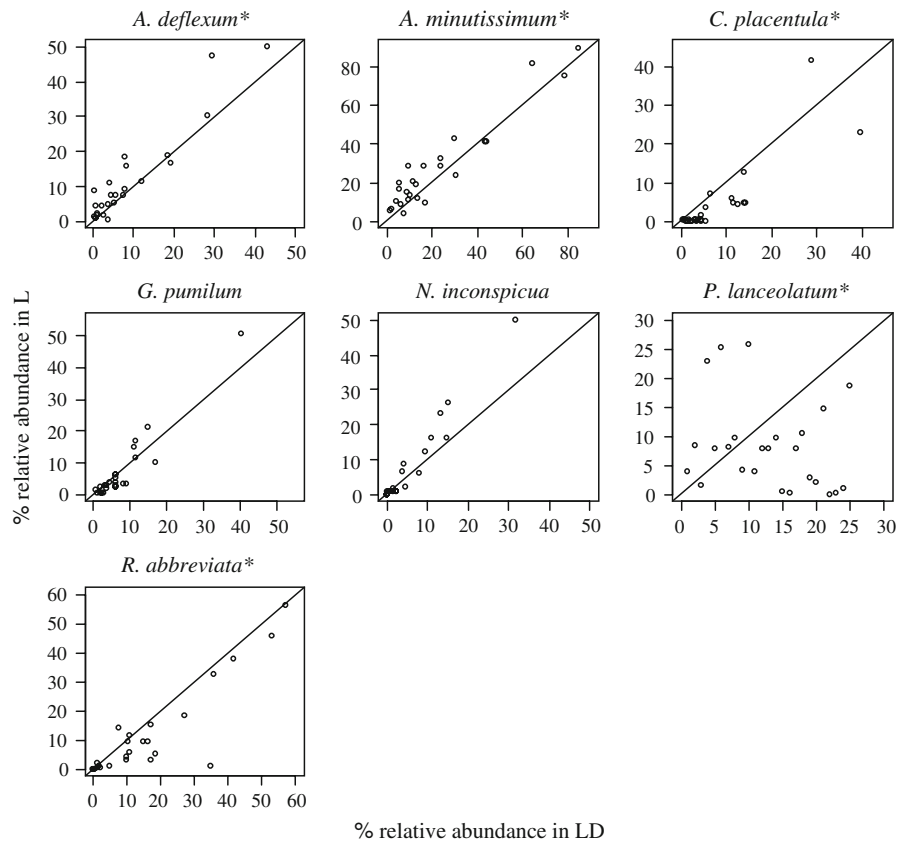 A. deflexum*
A. minutissimum*
C. placentula*
50
40
30
20
10
0
0 10 20 30 40 50
80
60
40
20
0
0 20 40 60 80
40
30
20
10
0
0 10 20 30 40
G. pumilum
N. inconspicua
P. lanceolatum*
50
40
30
20
10
0
0 10 20 30 40 50
50
40
30
20
10
0
0 10 20 30 40 50
30
25
20
15
10
5
0
0 5 10 15 20 25 30
% relative abundance in L
R. abbreviata*
60
50
40
30
20
10
0
0 10 20 30 40 50 60
% relative abundance in LD